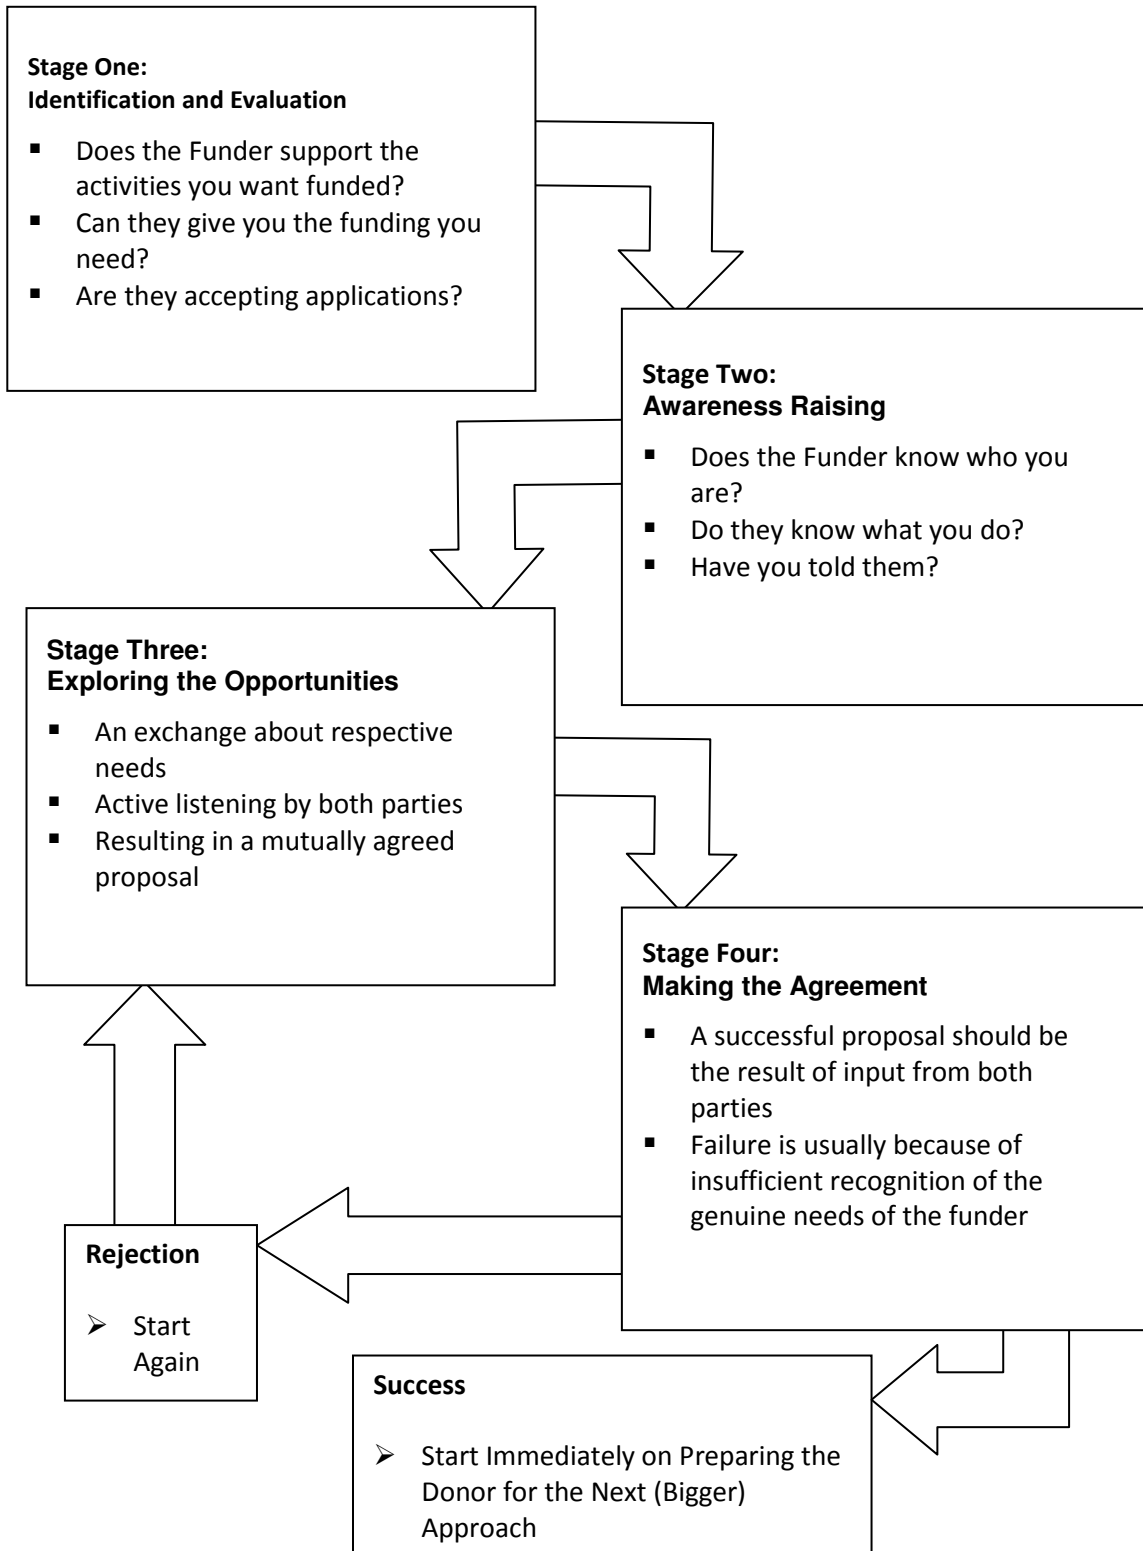 Stage One:
Identification and Evaluation
▪ Does the Funder support the
activities you want funded?
▪ Can they give you the funding you
need?
▪ Are they accepting applications?
Stage Two:
Awareness Raising
▪ Does the Funder know who you
are?
▪ Do they know what you do?
▪ Have you told them?
Stage Three:
Exploring the Opportunities
▪ An exchange about respective
needs
▪ Active listening by both parties
▪ Resulting in a mutually agreed
proposal
Stage Four:
Making the Agreement
▪ A successful proposal should be
the result of input from both
parties
▪ Failure is usually because of
insufficient recognition of the
genuine needs of the funder
Rejection
➢ Start
Again
Success
➢ Start Immediately on Preparing the
Donor for the Next (Bigger)
Approach